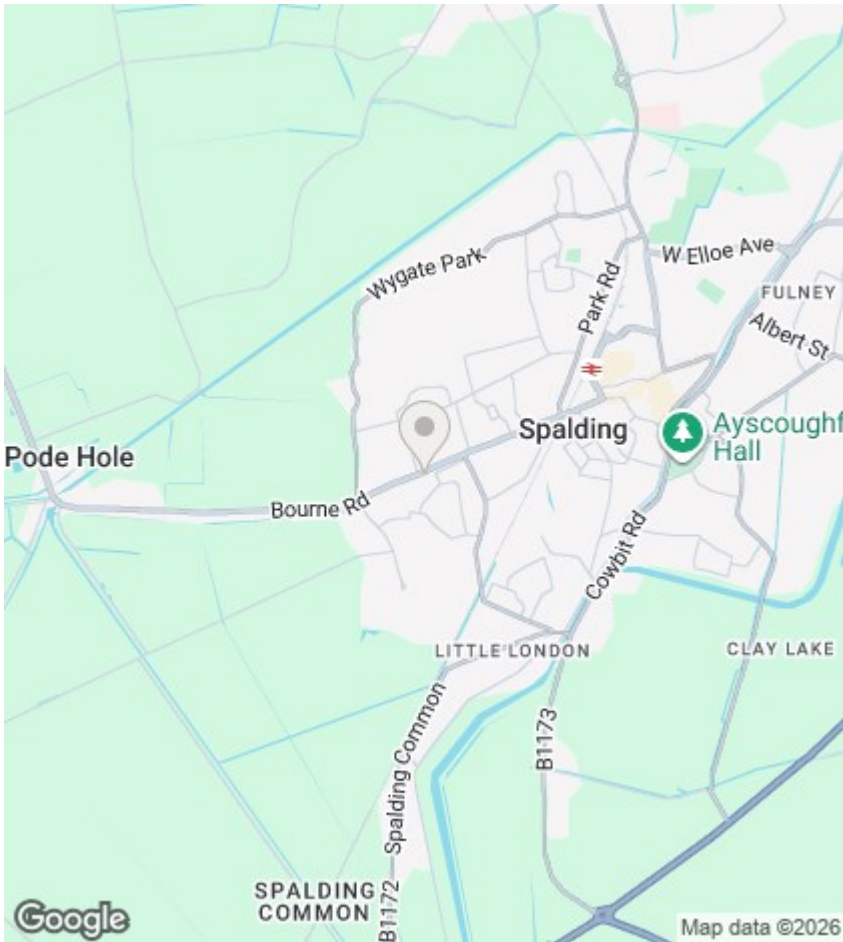 W Elloe Ave
Wygate Park
FULNEY
Park Rd
Albert St
Spalding
Ayscoughf
Hall
Pode Hole
Bourne Rd
Cowbit Rd
LITTLE LONDON
CLAY LAKE
Spalding Common
B1173
SPALDING
COMMON
B1172
Google
Map data ©2026